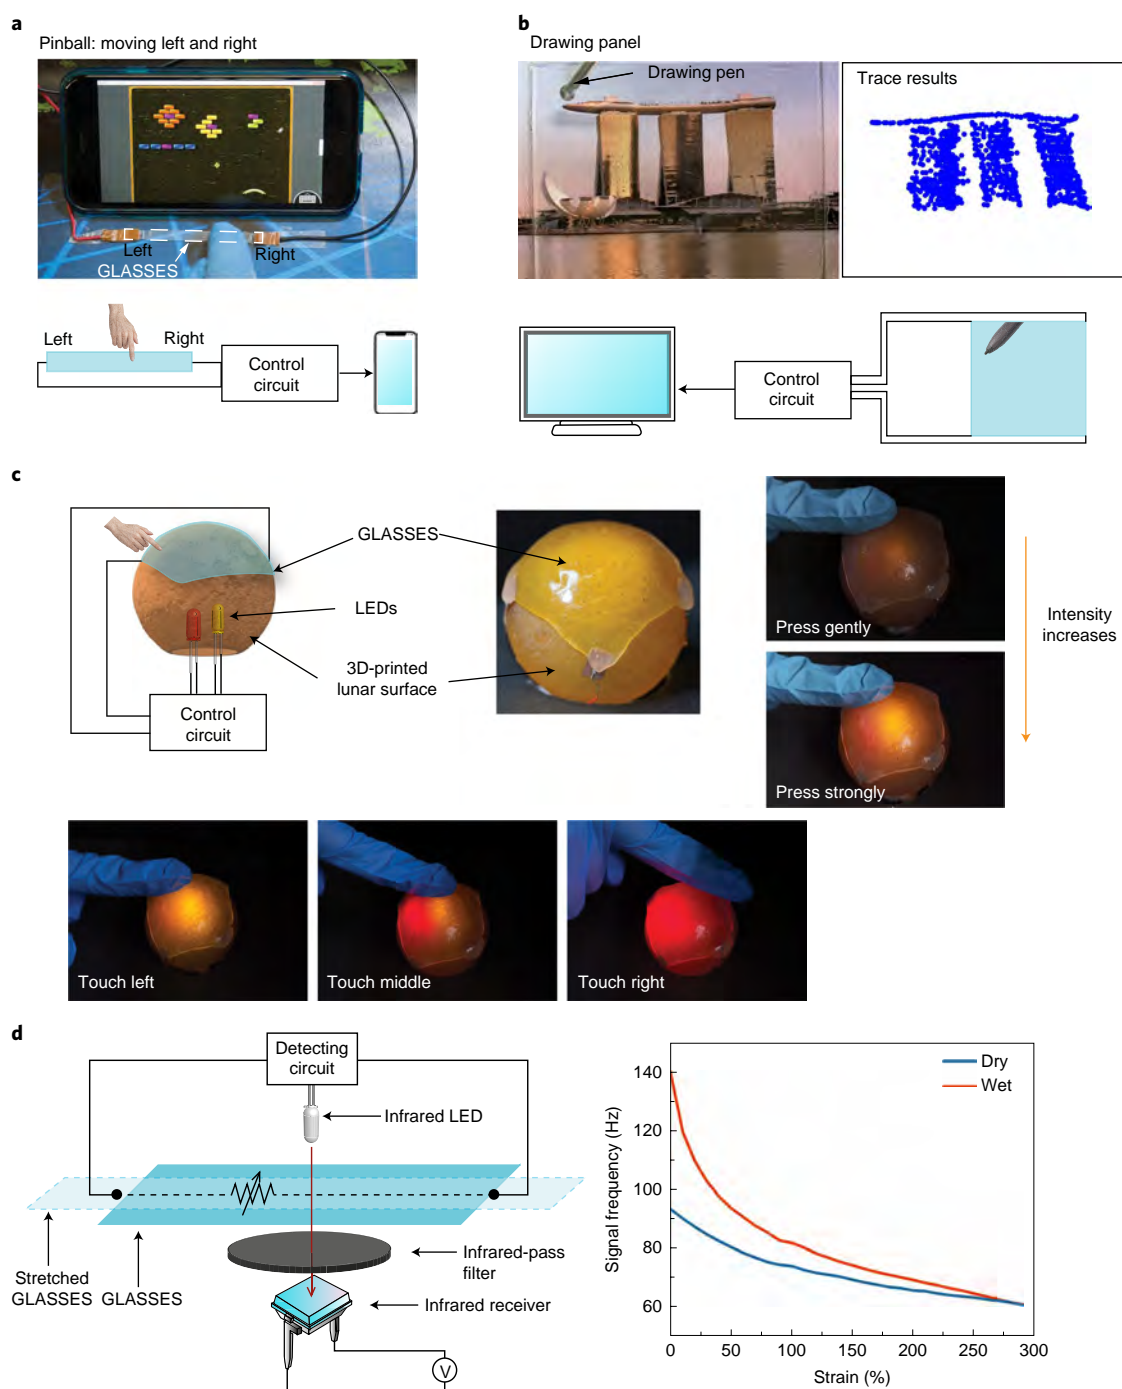 a
Pinball: moving left and right
Left
Right
GLASSES
Left
Right
Control
circuit
b
Drawing panel
Drawing pen
Trace results
Control
circuit
c
GLASSES
LEDs
3D-printed
lunar surface
Control
circuit
Press gently
Press strongly
Intensity
increases
Touch left
Touch middle
Touch right
d
Detecting
circuit
Infrared LED
Infrared-pass
filter
Infrared receiver
Stretched
GLASSES
GLASSES
V
Signal frequency (Hz)
140
120
100
80
60
Dry
Wet
0
50
100
150
200
250
300
Strain (%)